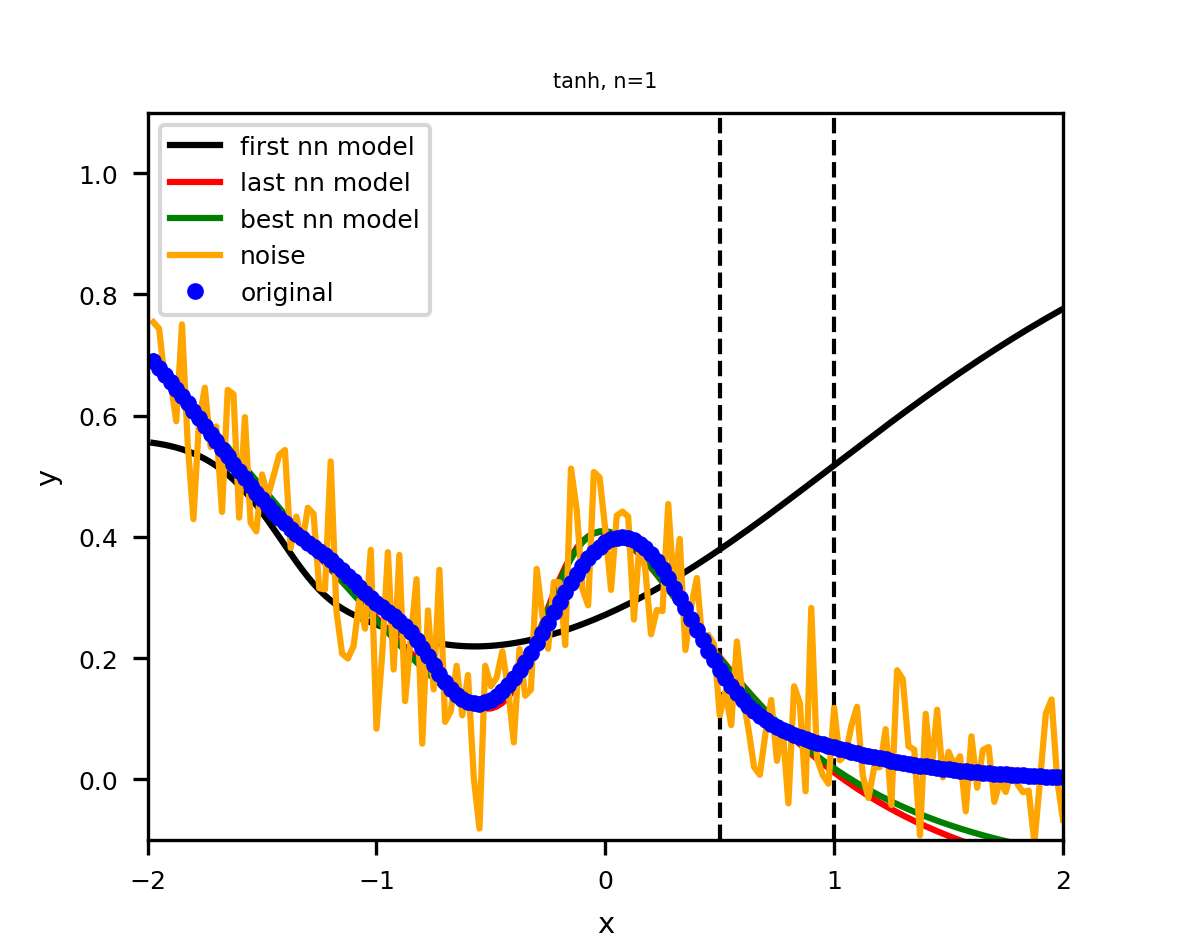 tanh, n=1
first nn model
last nn model
best nn model
noise
original
1.0
0.8
0.6
0.4
0.2
0.0
y
−2
−1
0
1
2
x